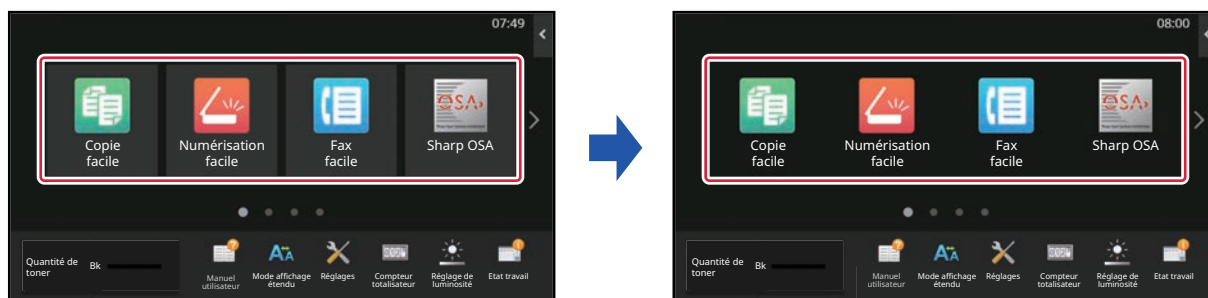 07:49
Copie
facile
Numérisation
facile
Fax
facile
Sharp OSA
Quantité de
toner
Bk
Manuel
utilisateur
Mode affichage
étendu
Réglages
Compteur
totalisateur
Réglage de
luminosité
Etat travail
08:00
Copie
facile
Numérisation
facile
Fax
facile
Sharp OSA
Quantité de
toner
Bk
Manuel
utilisateur
Mode affichage
étendu
Réglages
Compteur
totalisateur
Réglage de
luminosité
Etat travail